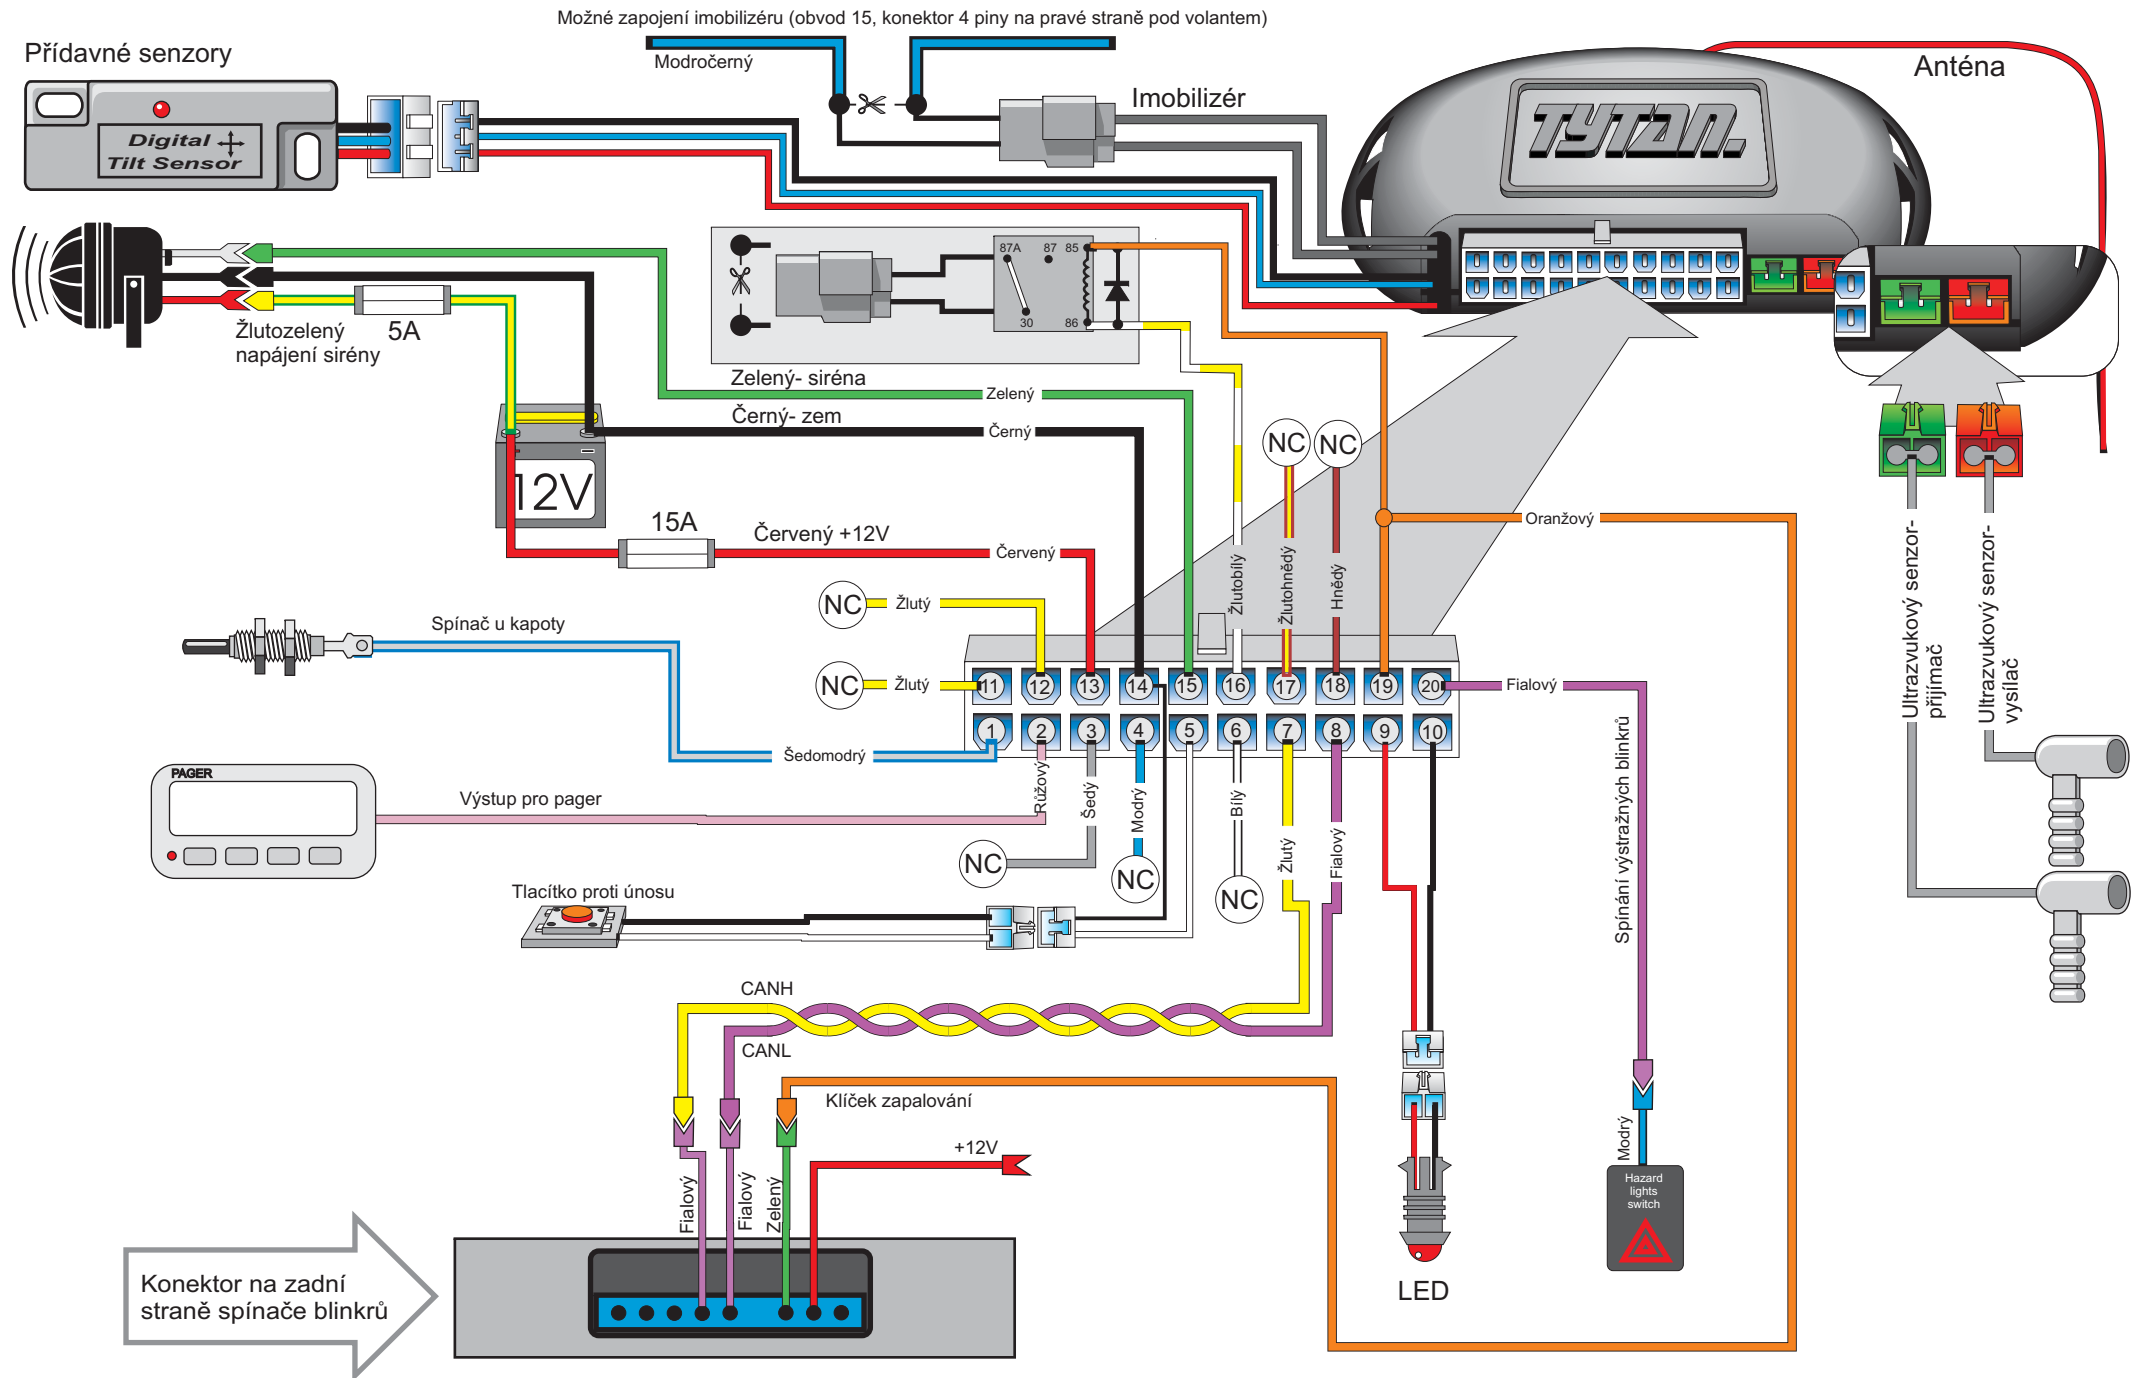 Možné zapojení imobilizéru (obvod 15, konektor 4 piny na pravé straně pod volantem)
Přídavné senzory
Modročerný
Anténa
Imobilizér
TYTAN.
Digital
Tilt Sensor
87A
87
85
30
86
Žlutozelený
napájení sirény
5A
Zelený- siréna
Zelený
Černý- zem
Černý
12V
15A
Červený +12V
Červený
NC
NC
Oranžový
Žlutobílý
Žlutohnědý
Hnědý
NC
Žlutý
Spínač u kapoty
NC
Žlutý
11
12
13
14
15
16
17
18
19
20
Fialový
1
2
3
4
5
6
7
8
9
10
Šedomodrý
Ultrazvukový senzor-
přijímač
Ultrazvukový senzor-
vysílač
PAGER
Výstup pro pager
Růžový
Šedý
Modrý
Bílý
Žlutý
Fialový
NC
NC
NC
Spínání výstražných blinkrů
Tlacítko proti únosu
CANH
CANL
Klíček zapalování
+12V
Fialový
Fialový
Zelený
Modrý
Hazard
lights
switch
LED
Konektor na zadní
straně spínače blinkrů